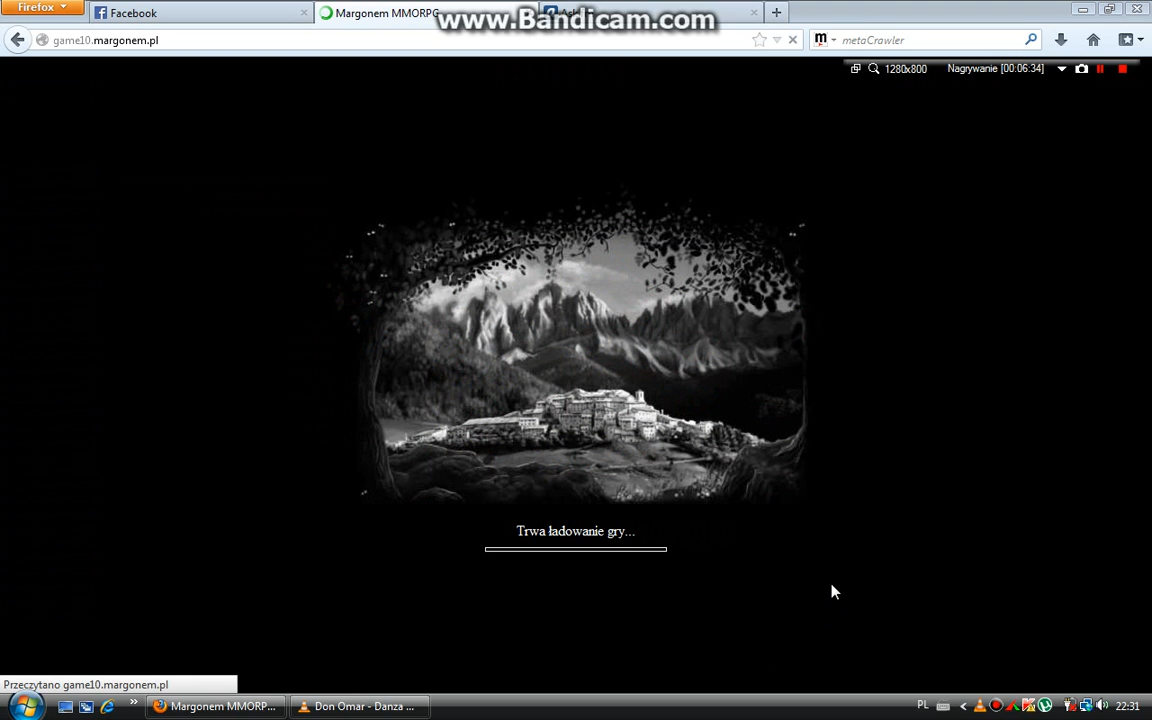 Firefox
Facebook
Margonem MMORPG
www.Bandicam.com
game10.margonem.pl
metaCrawler
1280x800
Nagrywanie [00:06:34]
Trwa ładowanie gry...
Przeczytano game10.margonem.pl
Margonem MMORP...
Don Omar - Danza ...
PL
22:31